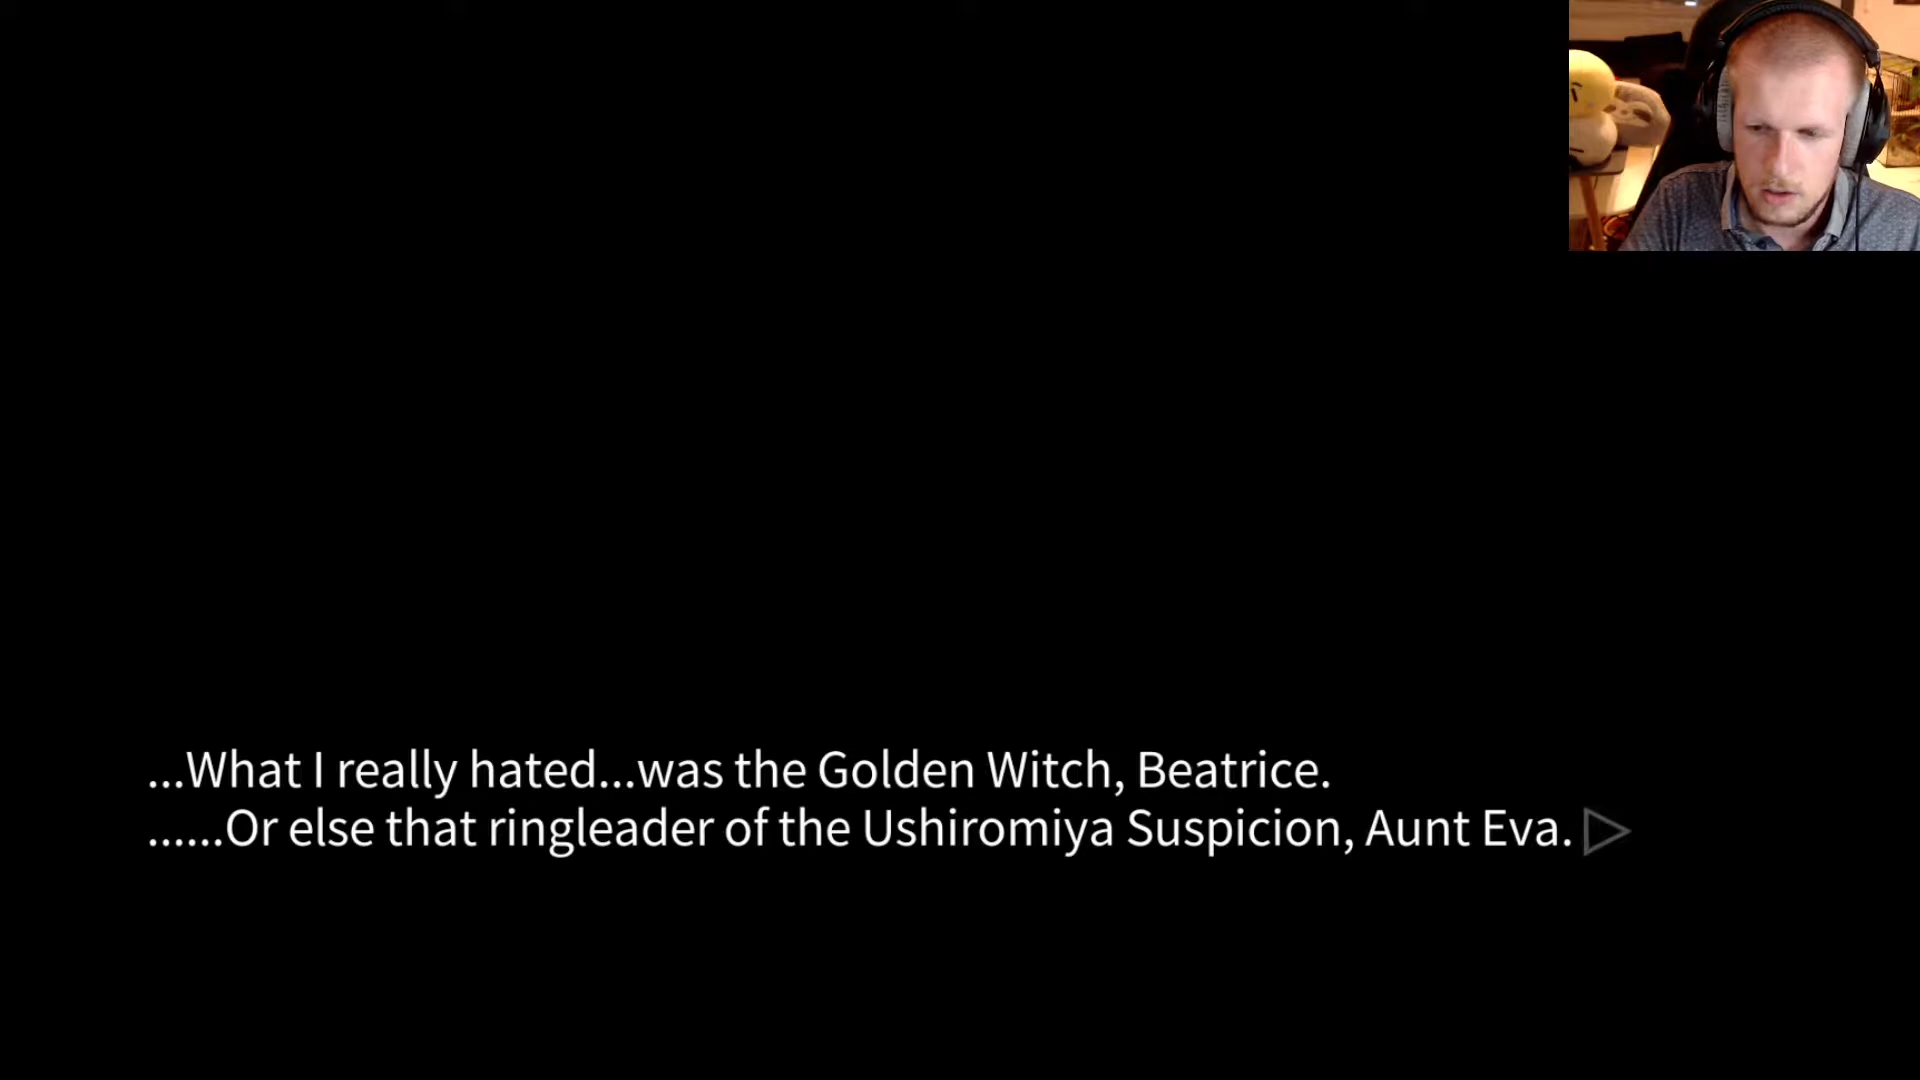 ...What I really hated...was the Golden Witch, Beatrice.
......Or else that ringleader of the Ushiromiya Suspicion, Aunt Eva.